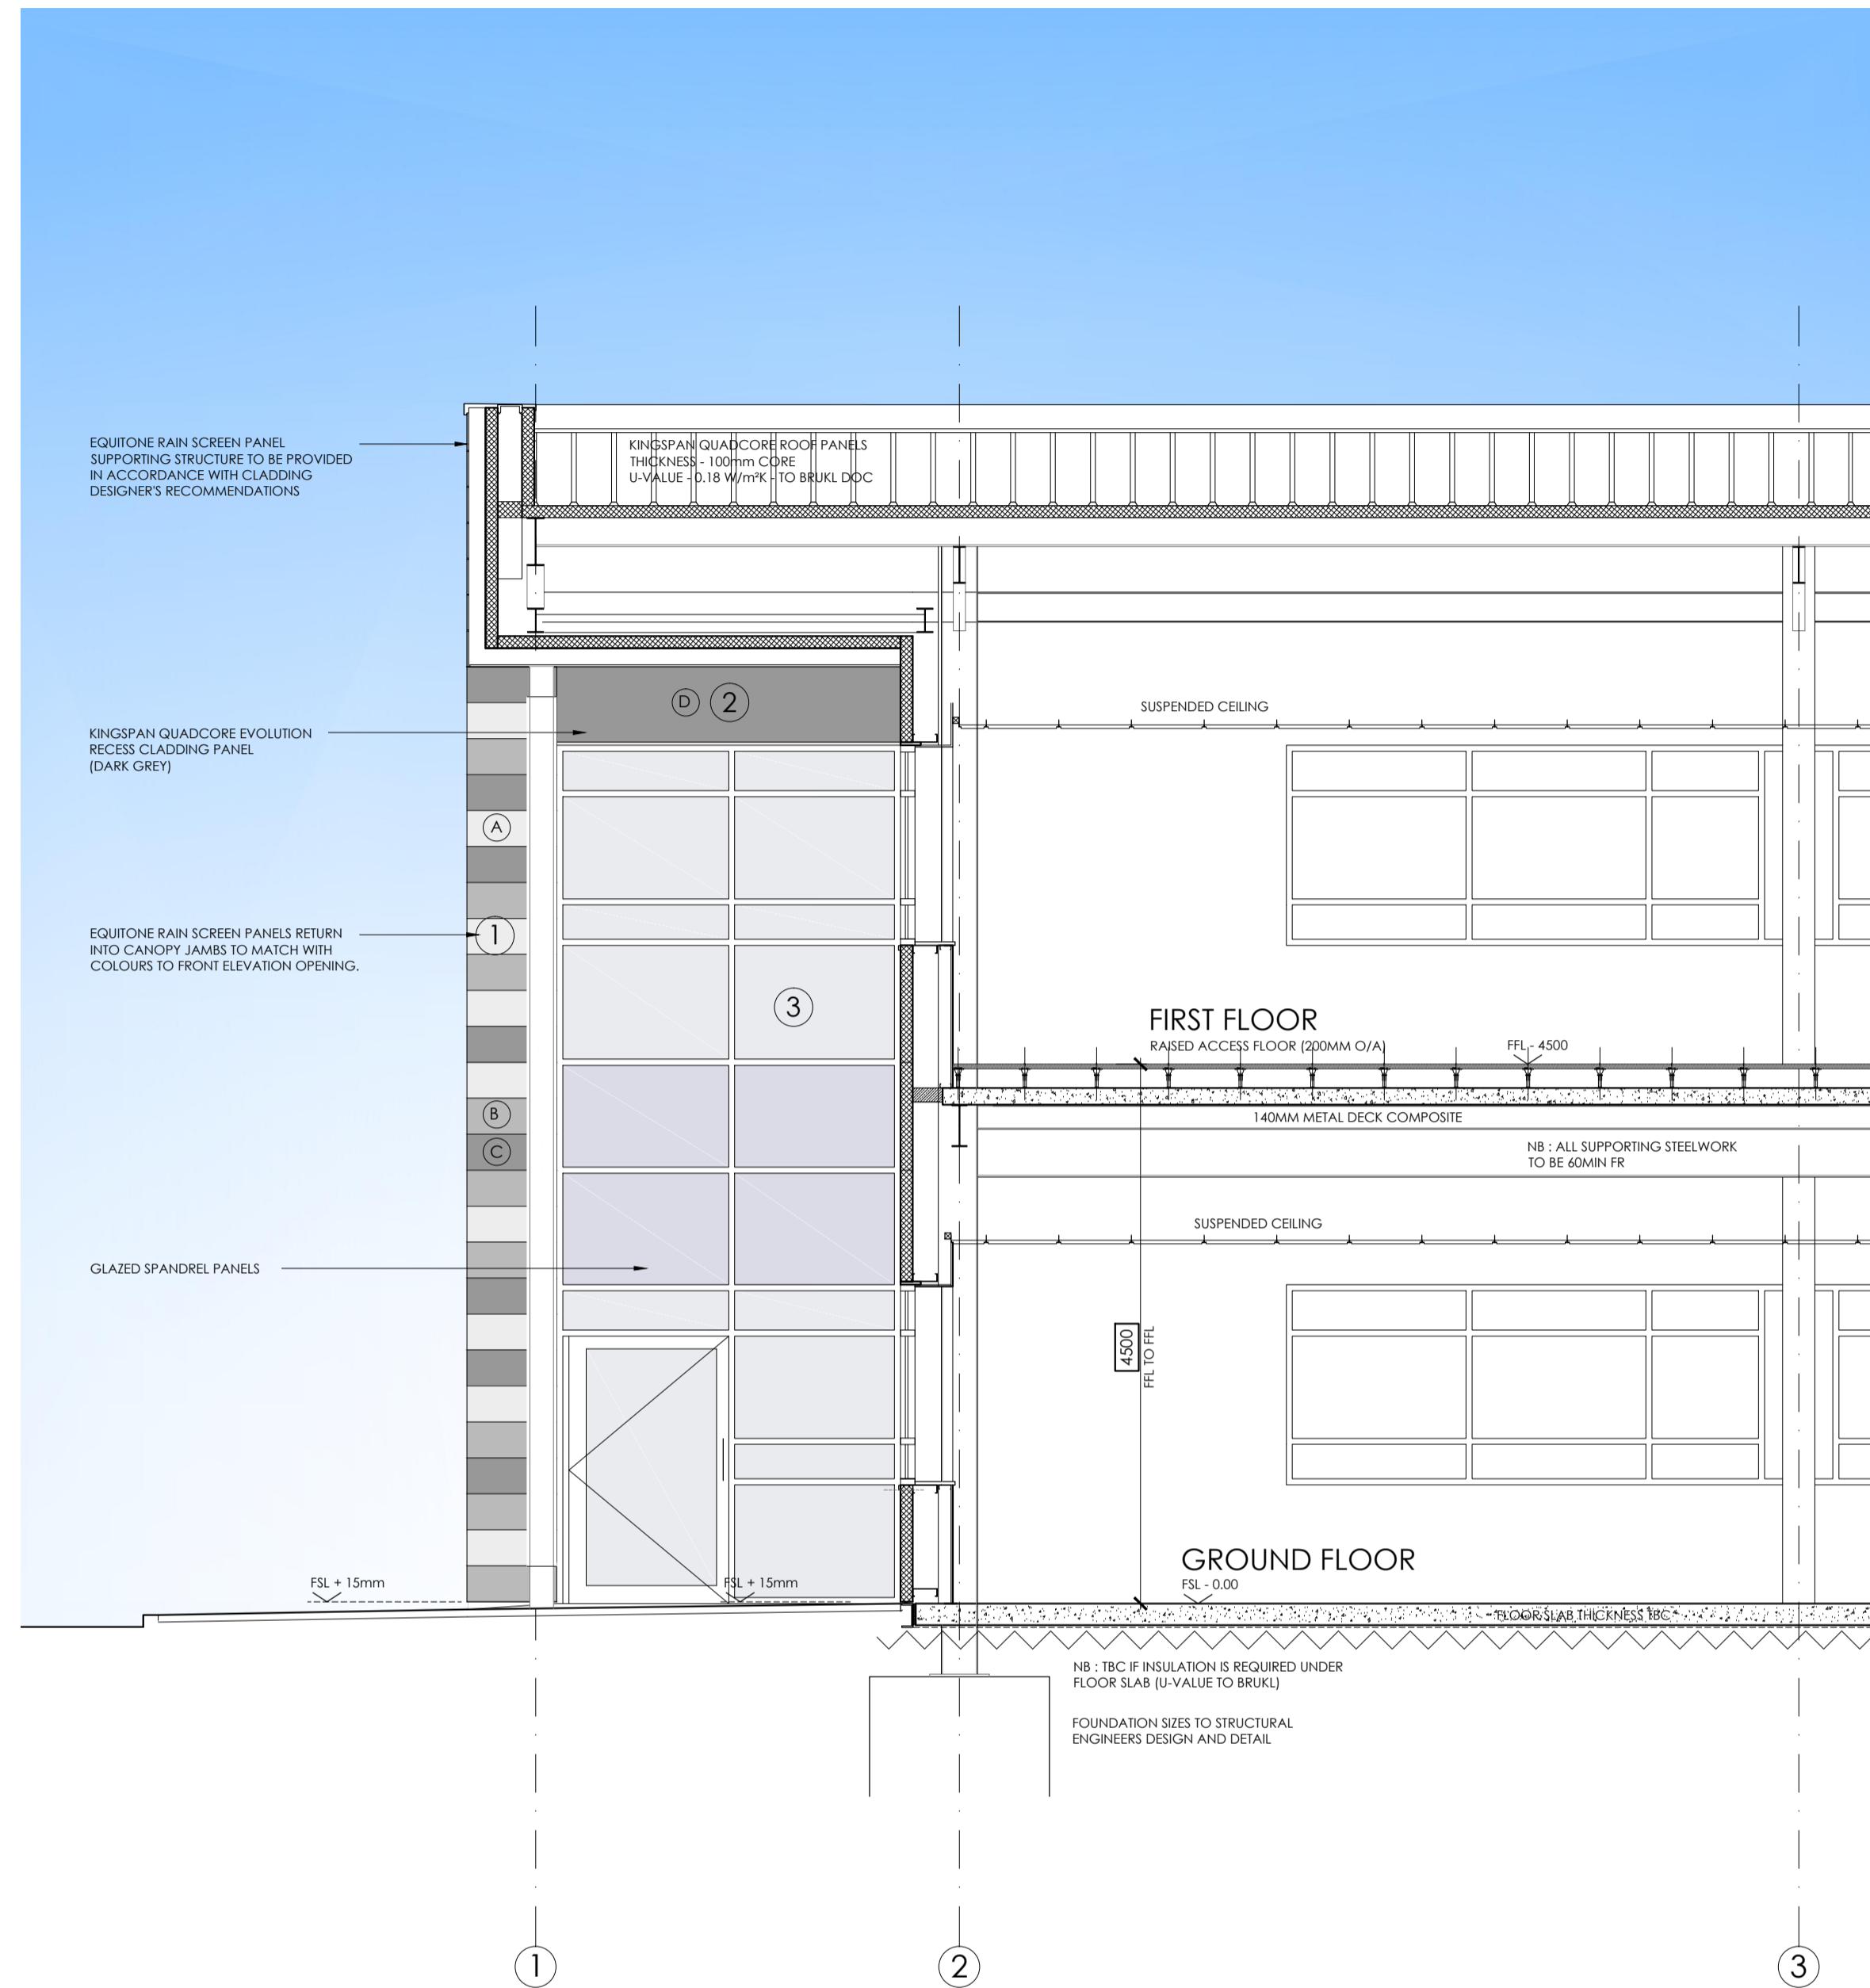 EQUITONE RAIN SCREEN PANEL
SUPPORTING STRUCTURE TO BE PROVIDED
IN ACCORDANCE WITH CLADDING
DESIGNER'S RECOMMENDATIONS
KINGSPAN QUADCORE ROOF PANELS
THICKNESS - 100mm CORE
U-VALUE - 0.18 W/m²K - TO BRUKL DOC
D
2
SUSPENDED CEILING
KINGSPAN QUADCORE EVOLUTION
RECESS CLADDING PANEL
(DARK GREY)
A
EQUITONE RAIN SCREEN PANELS RETURN
INTO CANOPY JAMBS TO MATCH WITH
COLOURS TO FRONT ELEVATION OPENING.
1
3
FIRST FLOOR
RAISED ACCESS FLOOR (200MM O/A)
FFL - 4500
B
C
140MM METAL DECK COMPOSITE
NB : ALL SUPPORTING STEELWORK
TO BE 60MIN FR
SUSPENDED CEILING
GLAZED SPANDREL PANELS
4500
FFL TO FFL
GROUND FLOOR
FSL - 0.00
FSL + 15mm
FSL + 15mm
FLOOR SLAB THICKNESS TBC
NB : TBC IF INSULATION IS REQUIRED UNDER
FLOOR SLAB (U-VALUE TO BRUKL)
FOUNDATION SIZES TO STRUCTURAL
ENGINEERS DESIGN AND DETAIL
1
2
3